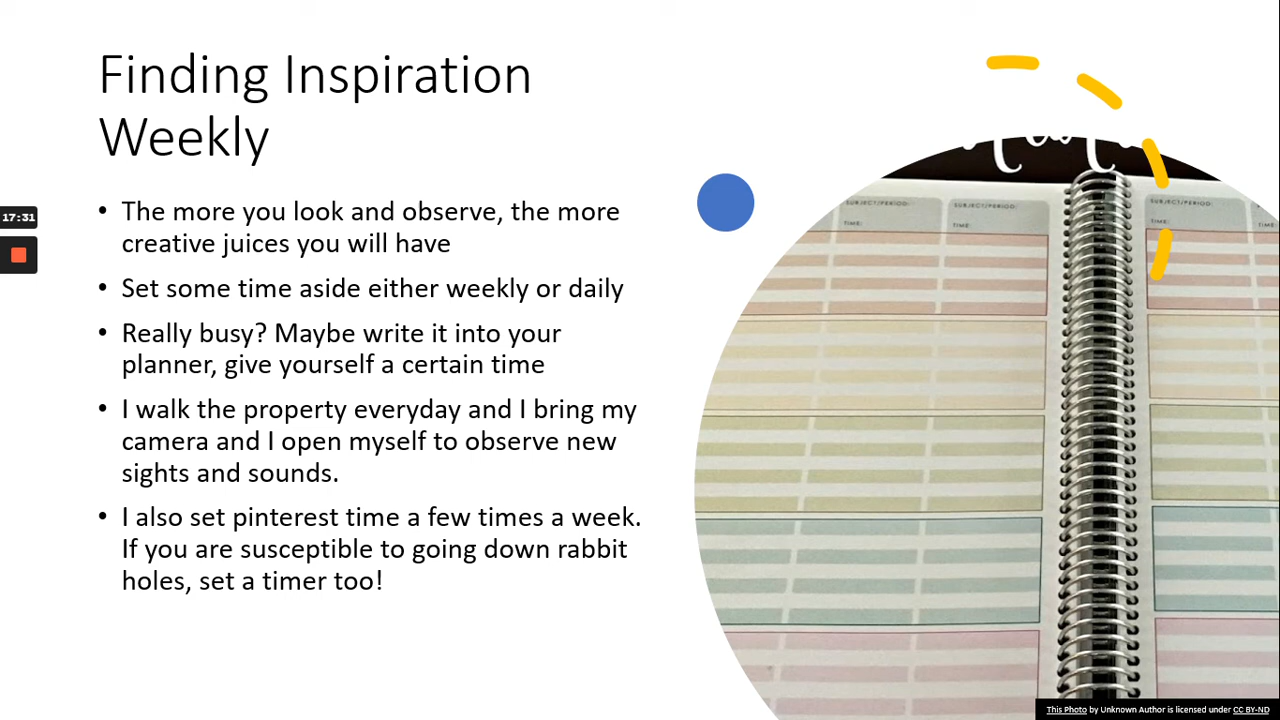 Finding Inspiration
Weekly
• The more you look and observe, the more
creative juices you will have
• Set some time aside either weekly or daily
• Really busy? Maybe write it into your
planner, give yourself a certain time
• I walk the property everyday and I bring my
camera and I open myself to observe new
sights and sounds.
• I also set pinterest time a few times a week.
If you are susceptible to going down rabbit
holes, set a timer too!
17:31
SUBJECT/PERIOD: SUBJECT/PERIOD: SUBJECT/PERIOD:
TIME: TIME: TIME: TIME:
This Photo by Unknown Author is licensed under CC BY-ND